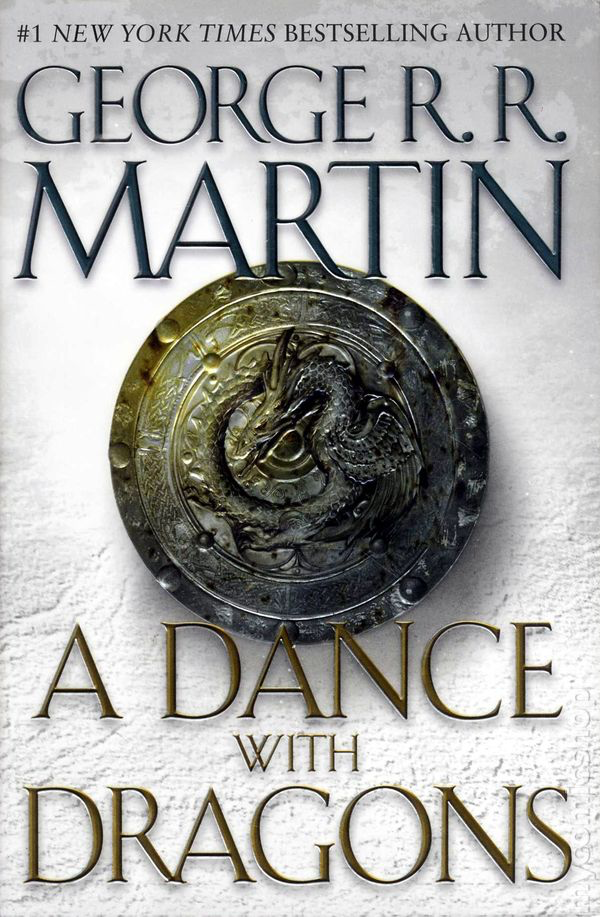 #1 NEW YORK TIMES BESTSELLING AUTHOR
GEORGE R. R.
MARTIN
A DANCE
WITH
DRAGONS